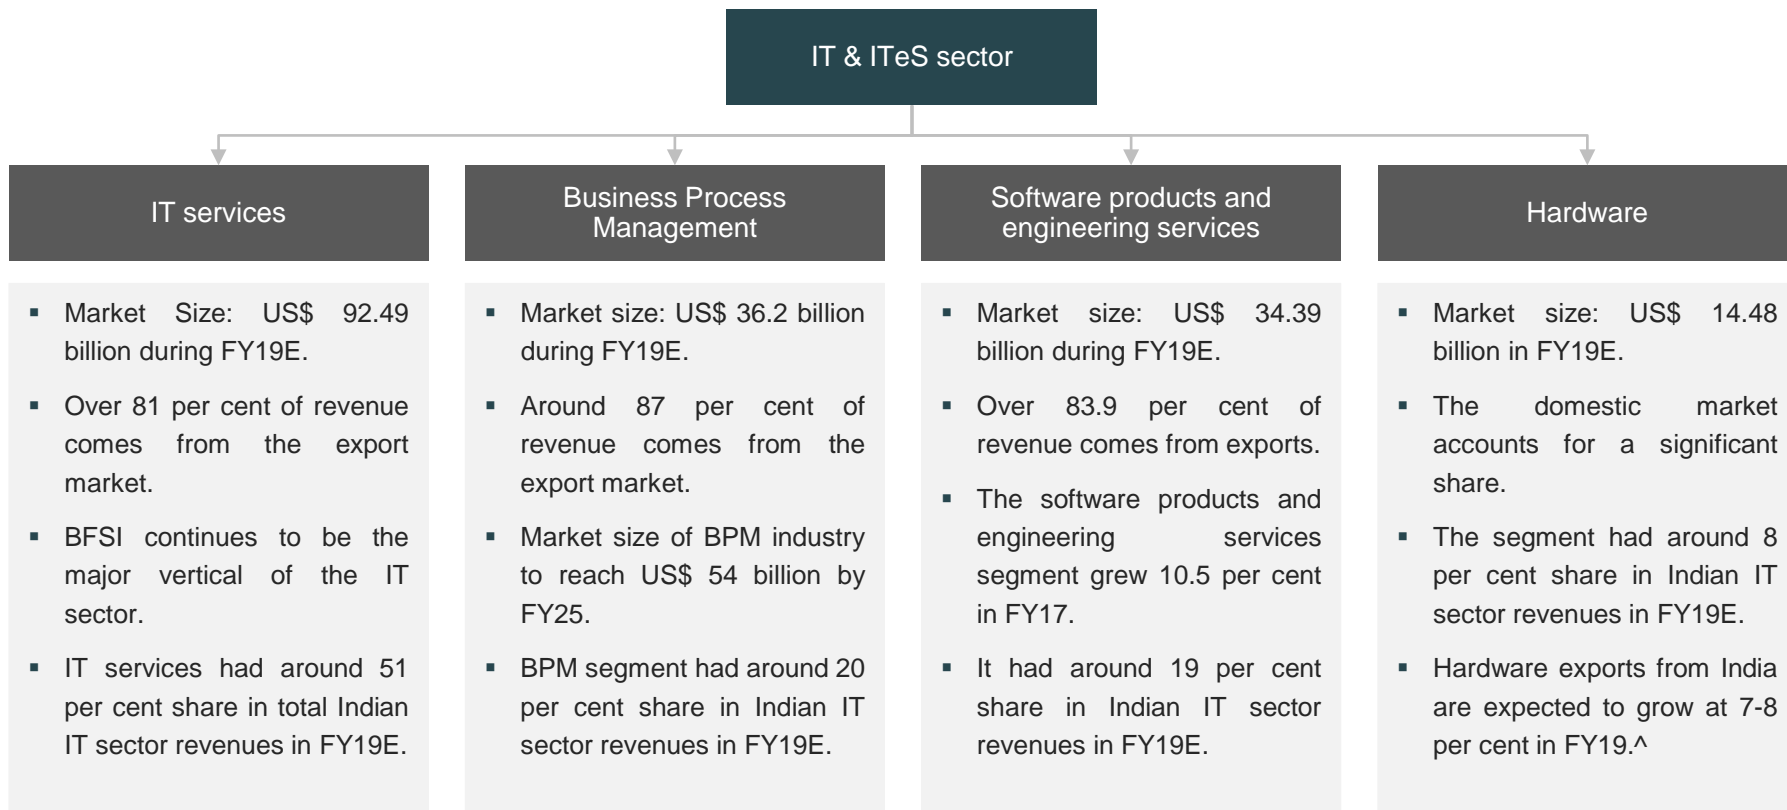 IT & ITeS sector
IT services
▪ Market Size: US$ 92.49
billion during FY19E.
▪ Over 81 per cent of revenue
comes from the export
market.
▪ BFSI continues to be the
major vertical of the IT
sector.
▪ IT services had around 51
per cent share in total Indian
IT sector revenues in FY19E.
Business Process
Management
▪ Market size: US$ 36.2 billion
during FY19E.
▪ Around 87 per cent of
revenue comes from the
export market.
▪ Market size of BPM industry
to reach US$ 54 billion by
FY25.
▪ BPM segment had around 20
per cent share in Indian IT
sector revenues in FY19E.
Software products and
engineering services
▪ Market size: US$ 34.39
billion during FY19E.
▪ Over 83.9 per cent of
revenue comes from exports.
▪ The software products and
engineering services
segment grew 10.5 per cent
in FY17.
▪ It had around 19 per cent
share in Indian IT sector
revenues in FY19E.
Hardware
▪ Market size: US$ 14.48
billion in FY19E.
▪ The domestic market
accounts for a significant
share.
▪ The segment had around 8
per cent share in Indian IT
sector revenues in FY19E.
▪ Hardware exports from India
are expected to grow at 7-8
per cent in FY19.^